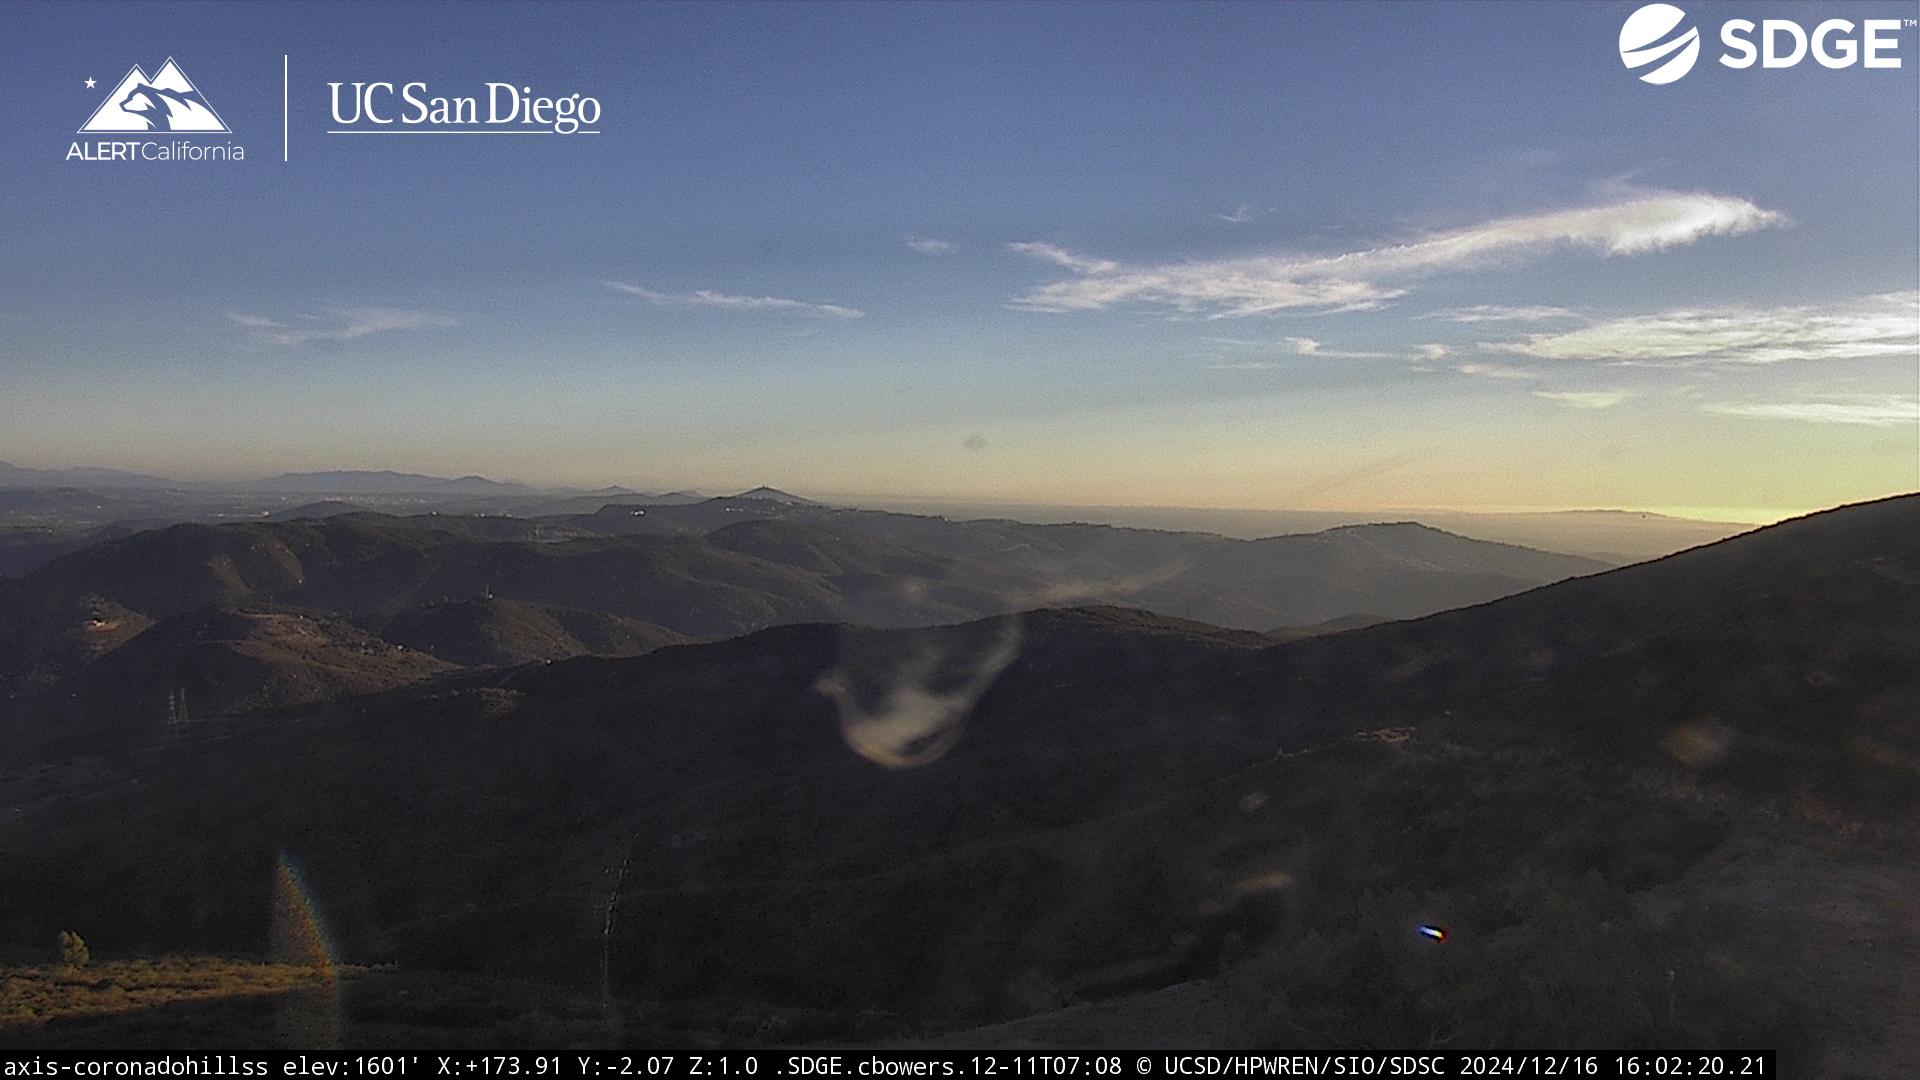 SDGE™
UC San Diego
ALERTCalifornia
axis-coronadohillss elev:1601' X:+173.91 Y:-2.07 Z:1.0 .SDGE.cbowers.12-11T07:08 © UCSD/HPWREN/SIO/SDSC 2024/12/16 16:02:20.21